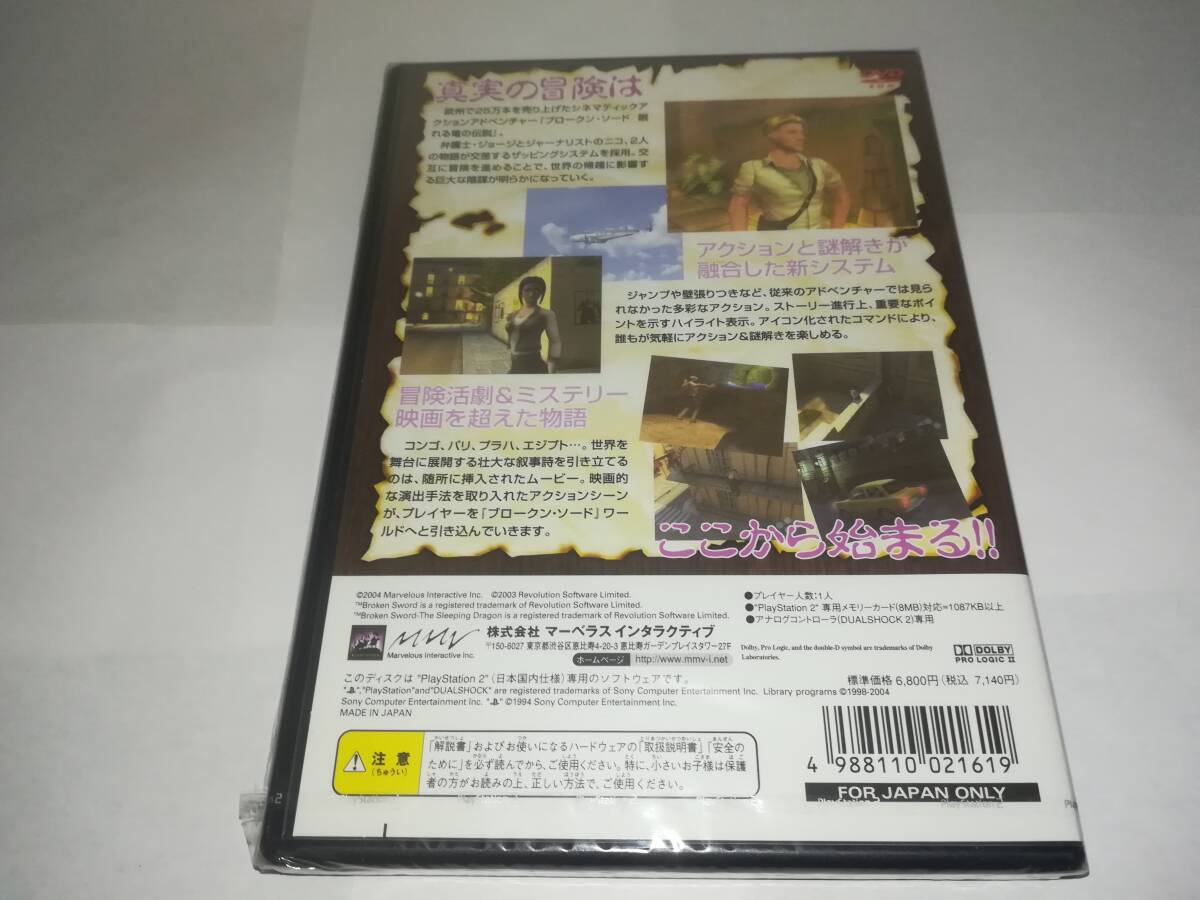 真実の冒険は
欧州で25万本を売り上げたシネマティックア
クションアドベンチャー『ブロークン・ソード 眠
れる竜の伝説』。
弁護士・ジョージとジャーナリストのニコ、2人
の物語が交差するザッピングシステムを採用。交
互に冒険を進めることで、世界の帰趨に影響す
る巨大な陰謀が明らかになっていく。
アクションと謎解きが
融合した新システム
ジャンプや壁張りつきなど、従来のアドベンチャーでは見ら
れなかった多彩なアクション。ストーリー進行上、重要なポイ
ントを示すハイライト表示。アイコン化されたコマンドにより、
誰もが気軽にアクション&謎解きを楽しめる。
冒険活劇&ミステリー
映画を超えた物語
コンゴ、パリ、プラハ、エジプト…。世界を
舞台に展開する壮大な叙事詩を引き立てる
のは、随所に挿入されたムービー。映画的
な演出手法を取り入れたアクションシーン
が、プレイヤーを『ブロークン・ソード』ワー
ルドへと引き込んでいきます。
ここから始まる!!
©2004 Marvelous Interactive Inc. ©2003 Revolution Software Limited.
™Broken Sword is a registered trademark of Revolution Software Limited.
™Broken Sword-The Sleeping Dragon is a registered trademark of Revolution Software Limited.
●プレイヤー人数:1人
●"PlayStation 2" 専用メモリーカード(8MB)対応=1087KB以上
●アナログコントローラ(DUALSHOCK 2)専用
MMV
Marvelous Interactive Inc.
株式会社 マーベラス インタラクティブ
〒150-6027 東京都渋谷区恵比寿4-20-3 恵比寿ガーデンプレイスタワー27F
ホームページ http://www.mmv-i.net
Dolby, Pro Logic, and the double-D symbol are trademarks of Dolby
Laboratories.
DOLBY
PRO LOGIC II
このディスクは "PlayStation 2" (日本国内仕様) 専用のソフトウェアです。
標準価格 6,800円(税込 7,140円)
" ","PlayStation"and"DUALSHOCK" are registered trademarks of Sony Computer Entertainment Inc. Library programs ©1998-2004
Sony Computer Entertainment Inc. " " ©1994 Sony Computer Entertainment Inc.
MADE IN JAPAN
注意
(ちゅうい)
「解説書」およびお使いになるハードウェアの「取扱説明書」「安全の
ために」を必ず読んでから、ご使用ください。特に、小さいお子様は保護
者の方がお読みの上、正しい方法で、ご使用ください。
4 988110 021619
FOR JAPAN ONLY